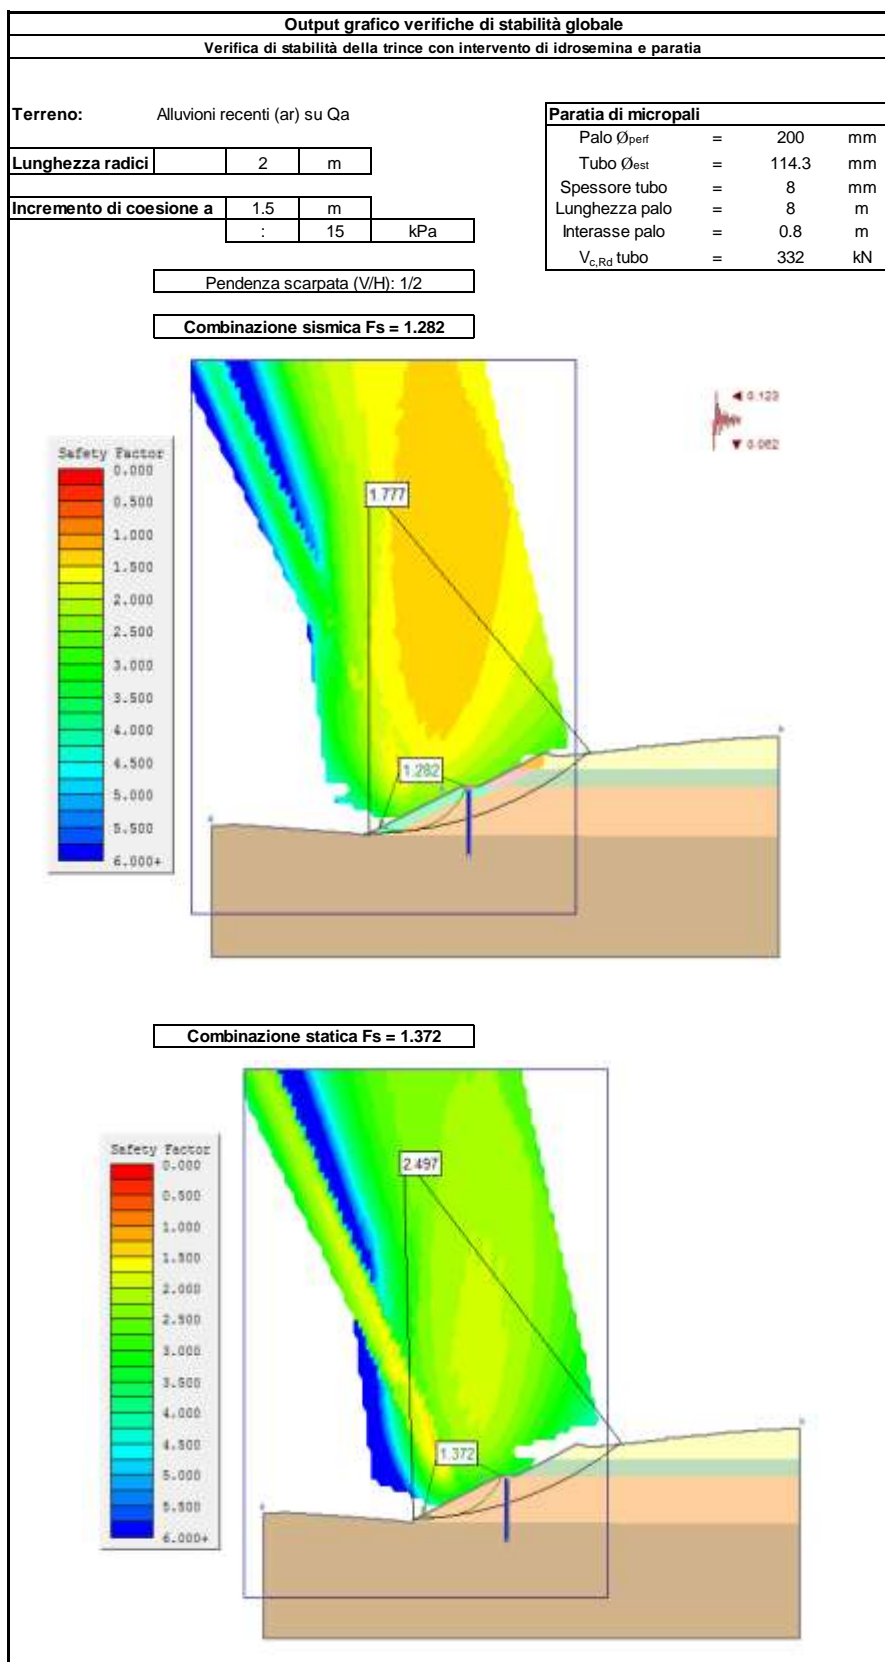 Output grafico verifiche di stabilità globale
Verifica di stabilità della trince con intervento di idrosemina e paratia
Terreno: Alluvioni recenti (ar) su Qa
Lunghezza radici 2 m
Incremento di coesione a 1.5 m
: 15 kPa
Paratia di micropali
Palo Øperf = 200 mm
Tubo Øest = 114.3 mm
Spessore tubo = 8 mm
Lunghezza palo = 8 m
Interasse palo = 0.8 m
Vc,Rd tubo = 332 kN
Pendenza scarpata (V/H): 1/2
Combinazione sismica Fs = 1.282
Safety Factor
0.000
0.500
1.000
1.500
2.000
2.500
3.000
3.500
4.000
4.500
5.000
5.500
6.000+
1.777
1.282
0.123
0.062
Combinazione statica Fs = 1.372
Safety Factor
0.000
0.500
1.000
1.500
2.000
2.500
3.000
3.500
4.000
4.500
5.000
5.500
6.000+
2.497
1.372